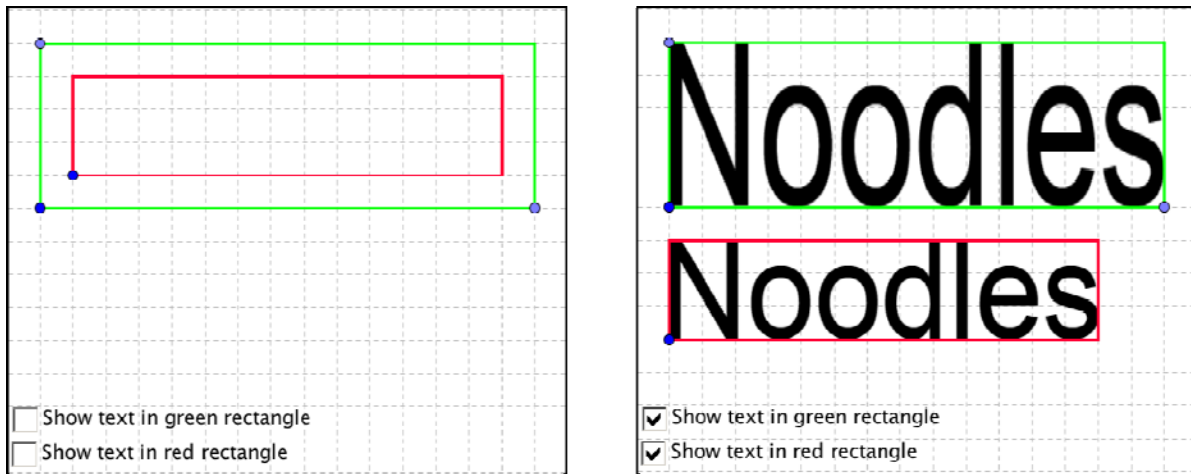 Show text in green rectangle
Show text in red rectangle
Noodles
Noodles
Show text in green rectangle
Show text in red rectangle